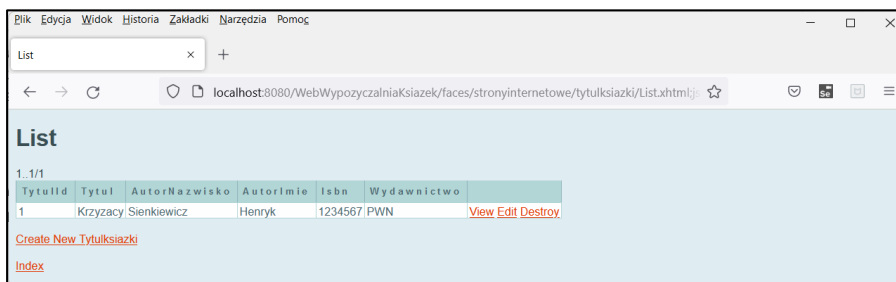 Plik Edycja Widok Historia Zakładki Narzędzia Pomoc
List
localhost:8080/WebWypozyczalniaKsiazek/faces/stronyinternetowe/tytulksiazki/List.xhtml;js
Se
List
1..1/1
TytulId Tytul AutorNazwisko AutorImie Isbn Wydawnictwo
1 Krzyzacy Sienkiewicz Henryk 1234567 PWN View Edit Destroy
Create New Tytulksiazki
Index